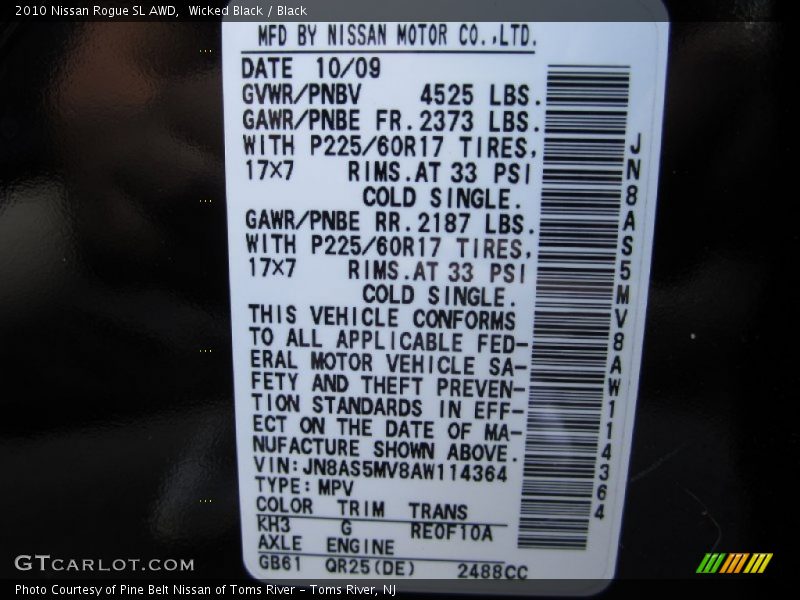 2010 Nissan Rogue SL AWD,  Wicked Black / Black
MFD BY NISSAN MOTOR CO.,LTD.
DATE 10/09
GVWR/PNBV 4525 LBS.
GAWR/PNBE FR.2373 LBS.
WITH P225/60R17 TIRES,
17X7 RIMS.AT 33 PSI
COLD SINGLE.
GAWR/PNBE RR.2187 LBS.
WITH P225/60R17 TIRES,
17X7 RIMS.AT 33 PSI
COLD SINGLE.
THIS VEHICLE CONFORMS
TO ALL APPLICABLE FED-
ERAL MOTOR VEHICLE SA-
FETY AND THEFT PREVEN-
TION STANDARDS IN EFF-
ECT ON THE DATE OF MA-
NUFACTURE SHOWN ABOVE.
VIN:JN8AS5MV8AW114364
TYPE:MPV
COLOR TRIM TRANS
KH3 G RE0F10A
AXLE ENGINE
GB61 QR25(DE) 2488CC
JN8AS5MV8AW114364
GTCARLOT.COM
Photo Courtesy of Pine Belt Nissan of Toms River – Toms River, NJ